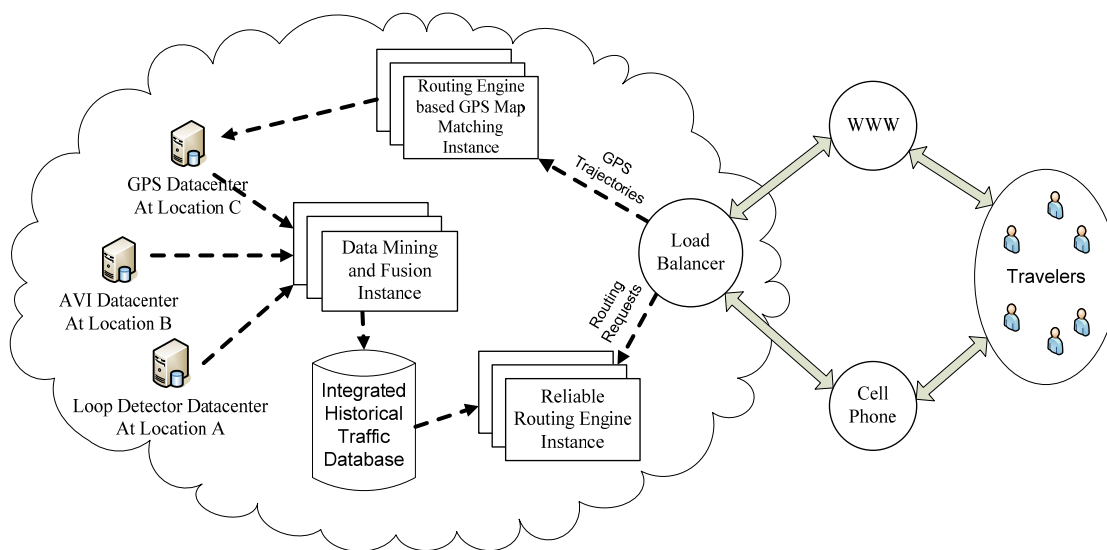 Routing Engine
based GPS Map
Matching
Instance
WWW
GPS
Trajectories
GPS Datacenter
At Location C
Data Mining
and Fusion
Instance
Load
Balancer
Travelers
AVI Datacenter
At Location B
Routing
Requests
Loop Detector Datacenter
At Location A
Integrated
Historical
Traffic
Database
Reliable
Routing Engine
Instance
Cell
Phone